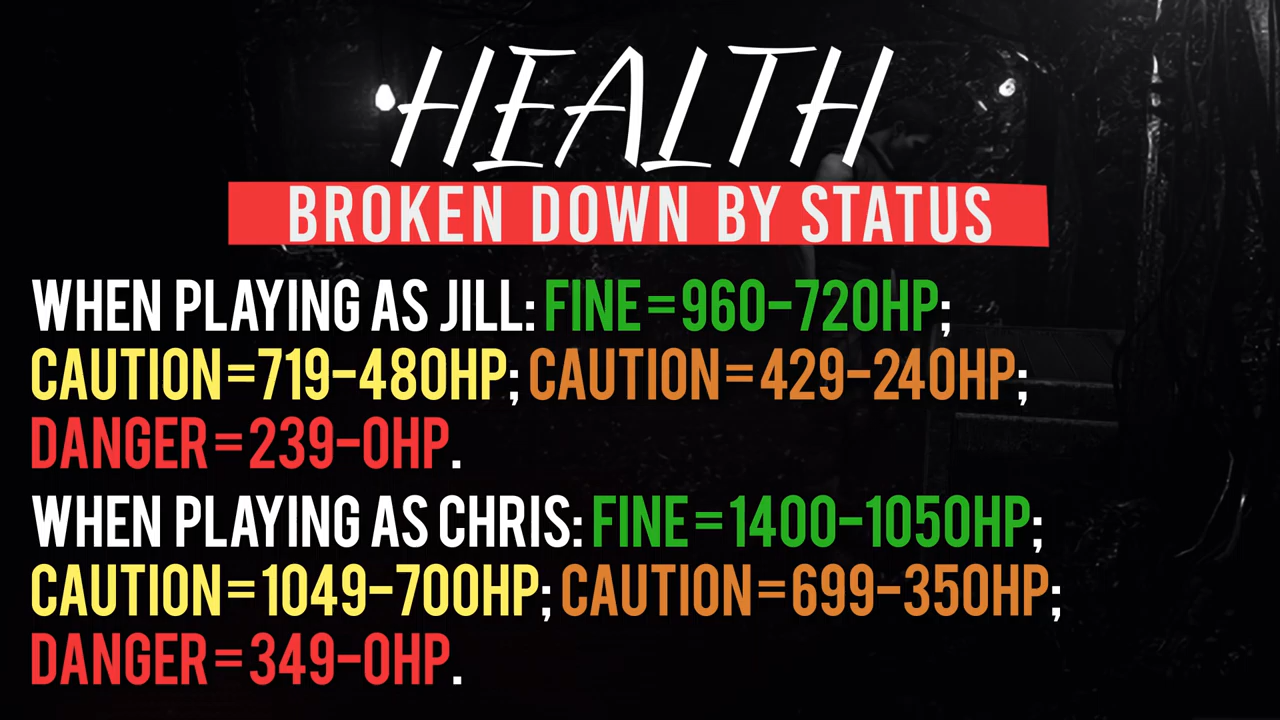 HEALTH
BROKEN DOWN BY STATUS
WHEN PLAYING AS JILL: FINE=960-720HP;
CAUTION=719-480HP; CAUTION=429-240HP;
DANGER=239-0HP.
WHEN PLAYING AS CHRIS: FINE=1400-1050HP;
CAUTION=1049-700HP; CAUTION=699-350HP;
DANGER=349-0HP.